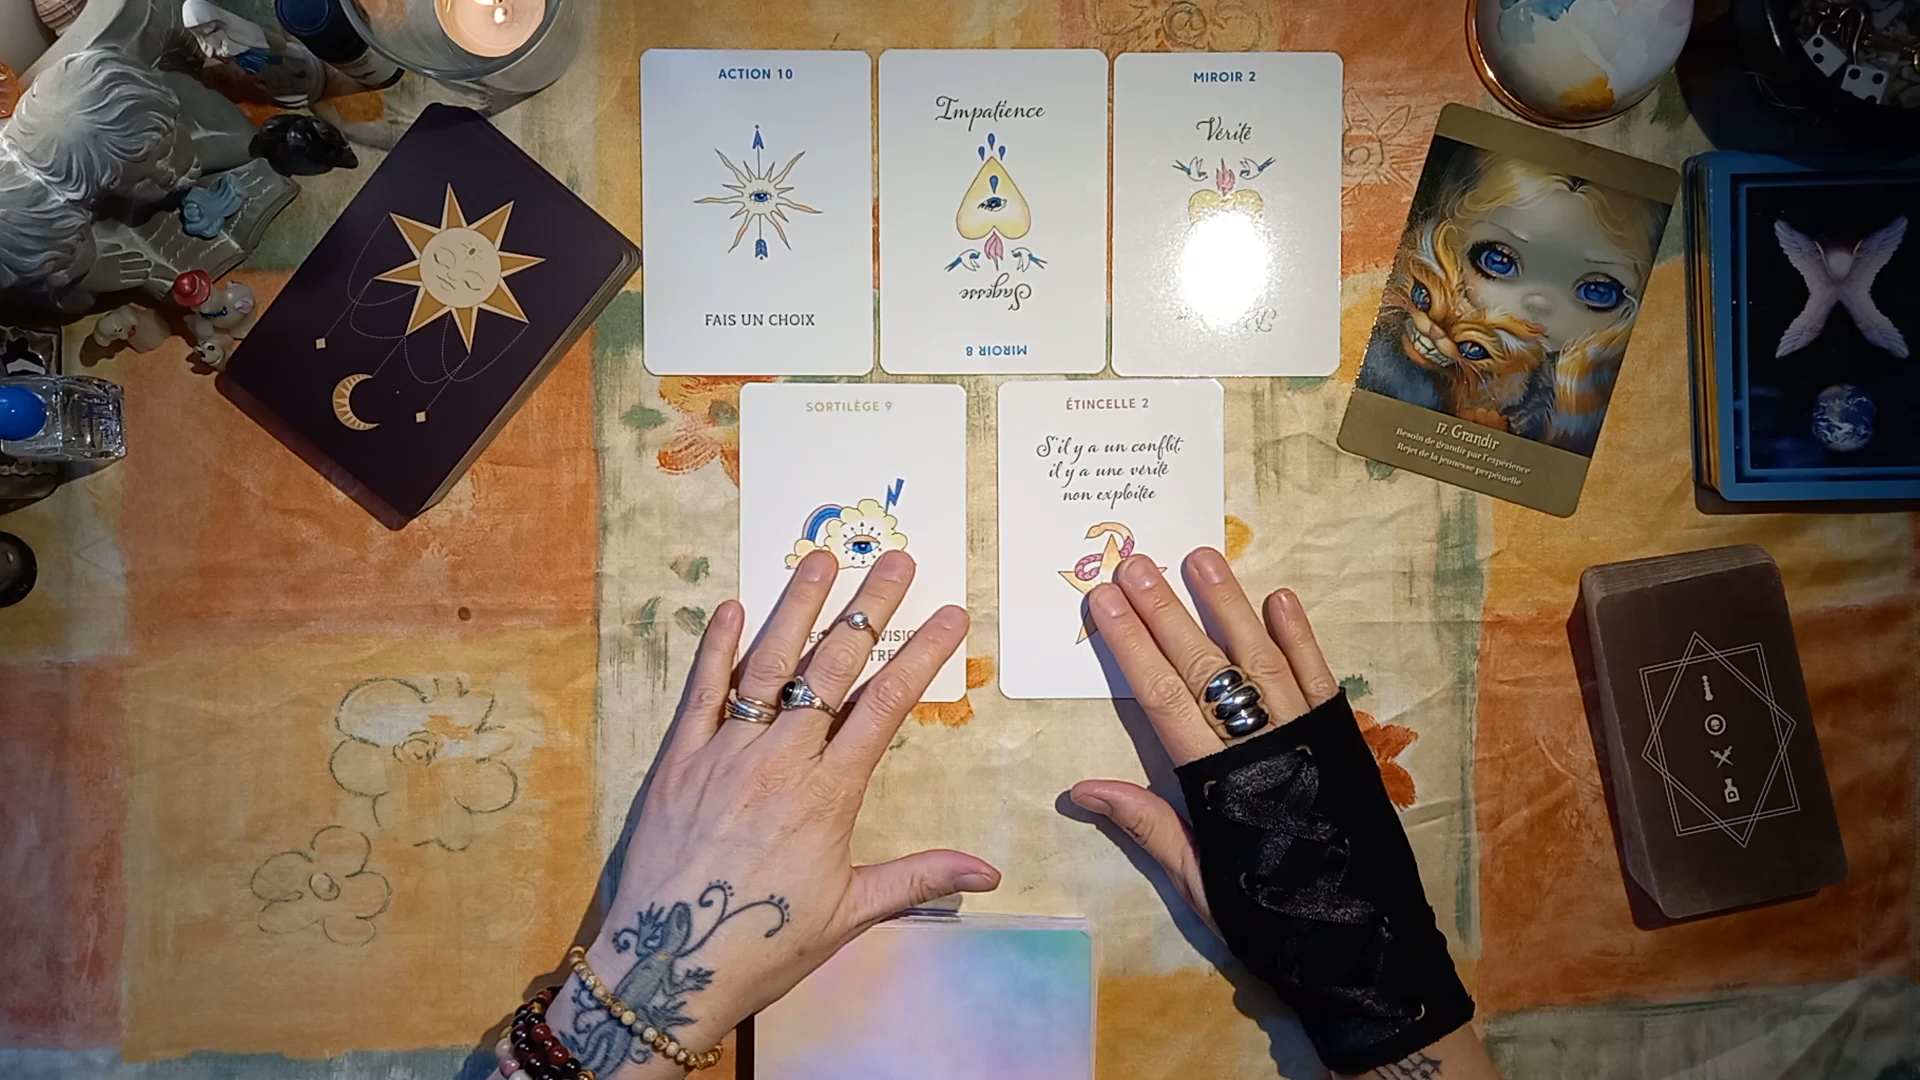 ACTION 10
FAIS UN CHOIX
Impatience
Sagesse
MIROIR 8
MIROIR 2
Vérité
SORTILÈGE 9
ÉTINCELLE 2
S'il y a un conflit,
il y a une vérité
non exploitée
17. Grandir
Besoin de grandir par l'expérience
Rejet de la jeunesse perpétuelle